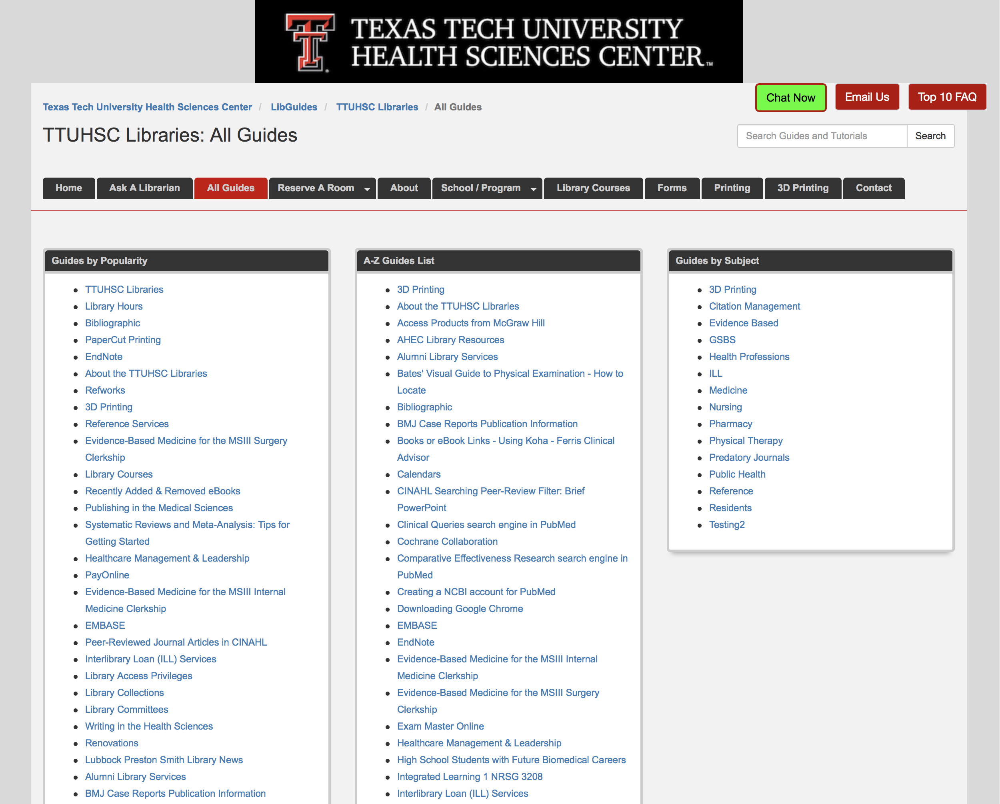 TEXAS TECH UNIVERSITY
HEALTH SCIENCES CENTER™
Chat Now
Email Us
Top 10 FAQ
Texas Tech University Health Sciences Center / LibGuides / TTUHSC Libraries / All Guides
TTUHSC Libraries: All Guides
Search Guides and Tutorials
Search
Home
Ask A Librarian
All Guides
Reserve A Room
About
School / Program
Library Courses
Forms
Printing
3D Printing
Contact
Guides by Popularity
TTUHSC Libraries
Library Hours
Bibliographic
PaperCut Printing
EndNote
About the TTUHSC Libraries
Refworks
3D Printing
Reference Services
Evidence-Based Medicine for the MSIII Surgery
Clerkship
Library Courses
Recently Added & Removed eBooks
Publishing in the Medical Sciences
Systematic Reviews and Meta-Analysis: Tips for
Getting Started
Healthcare Management & Leadership
PayOnline
Evidence-Based Medicine for the MSIII Internal
Medicine Clerkship
EMBASE
Peer-Reviewed Journal Articles in CINAHL
Interlibrary Loan (ILL) Services
Library Access Privileges
Library Collections
Library Committees
Writing in the Health Sciences
Renovations
Lubbock Preston Smith Library News
Alumni Library Services
BMJ Case Reports Publication Information
A-Z Guides List
3D Printing
About the TTUHSC Libraries
Access Products from McGraw Hill
AHEC Library Resources
Alumni Library Services
Bates' Visual Guide to Physical Examination - How to
Locate
Bibliographic
BMJ Case Reports Publication Information
Books or eBook Links - Using Koha - Ferris Clinical
Advisor
Calendars
CINAHL Searching Peer-Review Filter: Brief
PowerPoint
Clinical Queries search engine in PubMed
Cochrane Collaboration
Comparative Effectiveness Research search engine in
PubMed
Creating a NCBI account for PubMed
Downloading Google Chrome
EMBASE
EndNote
Evidence-Based Medicine for the MSIII Internal
Medicine Clerkship
Evidence-Based Medicine for the MSIII Surgery
Clerkship
Exam Master Online
Healthcare Management & Leadership
High School Students with Future Biomedical Careers
Integrated Learning 1 NRSG 3208
Interlibrary Loan (ILL) Services
Guides by Subject
3D Printing
Citation Management
Evidence Based
GSBS
Health Professions
ILL
Medicine
Nursing
Pharmacy
Physical Therapy
Predatory Journals
Public Health
Reference
Residents
Testing2